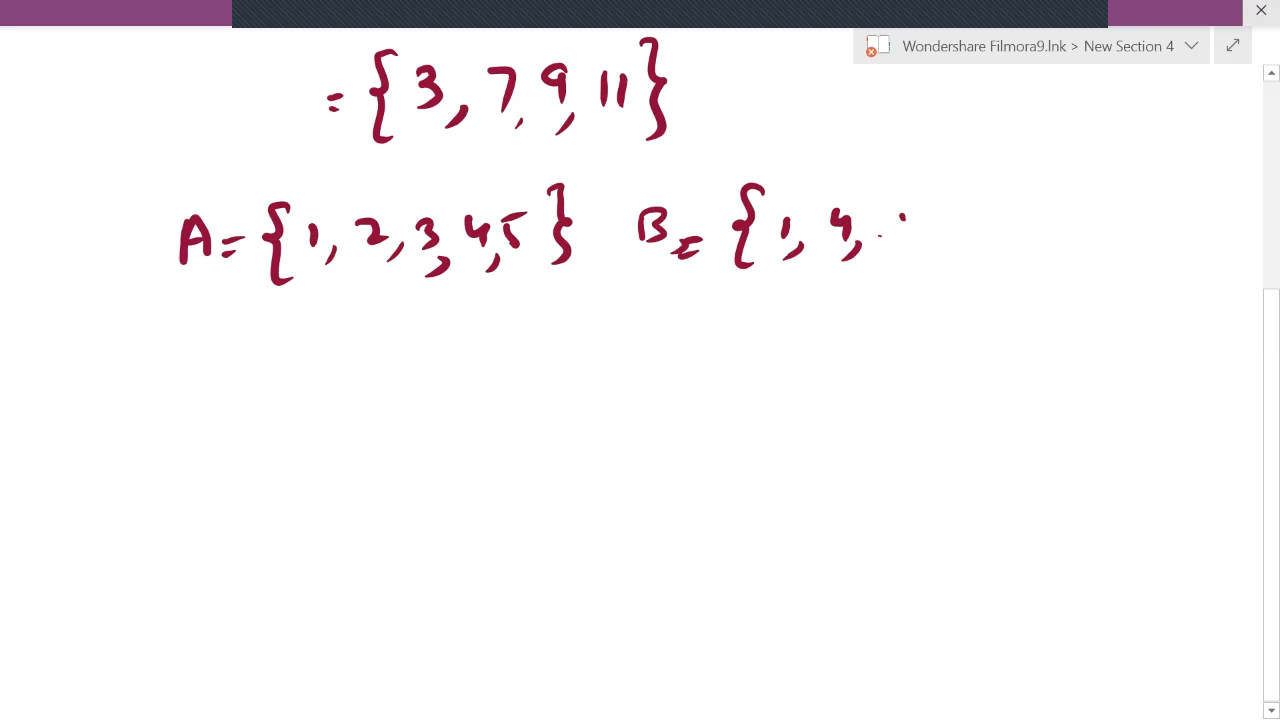 Wondershare Filmora9.lnk > New Section 4
= {3, 7, 9, 11}
A = {1, 2, 3, 4, 5} B = {1, 4,